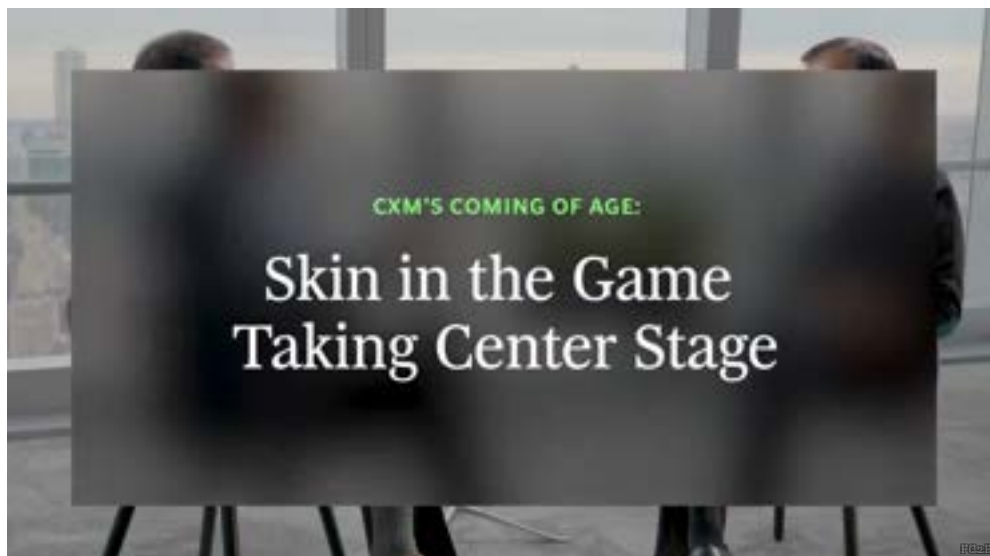 CXM'S COMING OF AGE:
Skin in the Game
Taking Center Stage